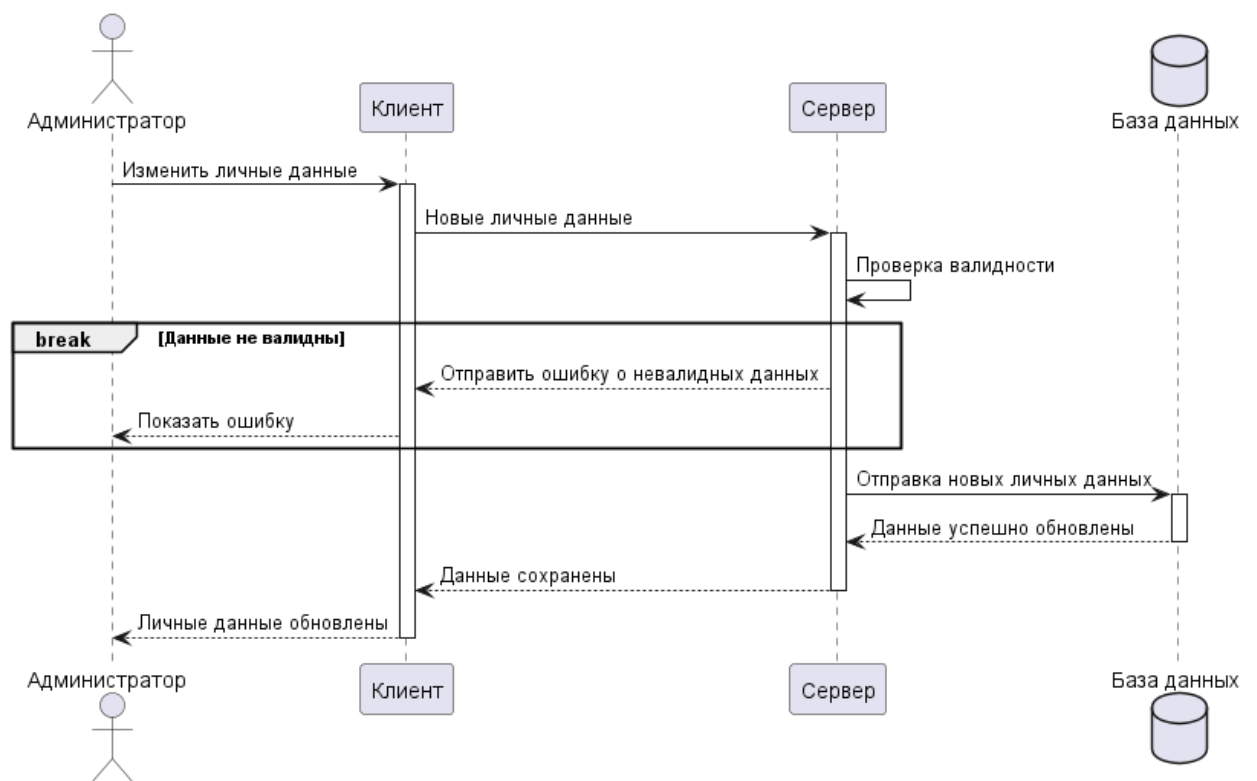 Администратор
Клиент
Сервер
База данных
Изменить личные данные
Новые личные данные
Проверка валидности
break
[Данные не валидны]
Отправить ошибку о невалидных данных
Показать ошибку
Отправка новых личных данных
Данные успешно обновлены
Данные сохранены
Личные данные обновлены
Администратор
Клиент
Сервер
База данных